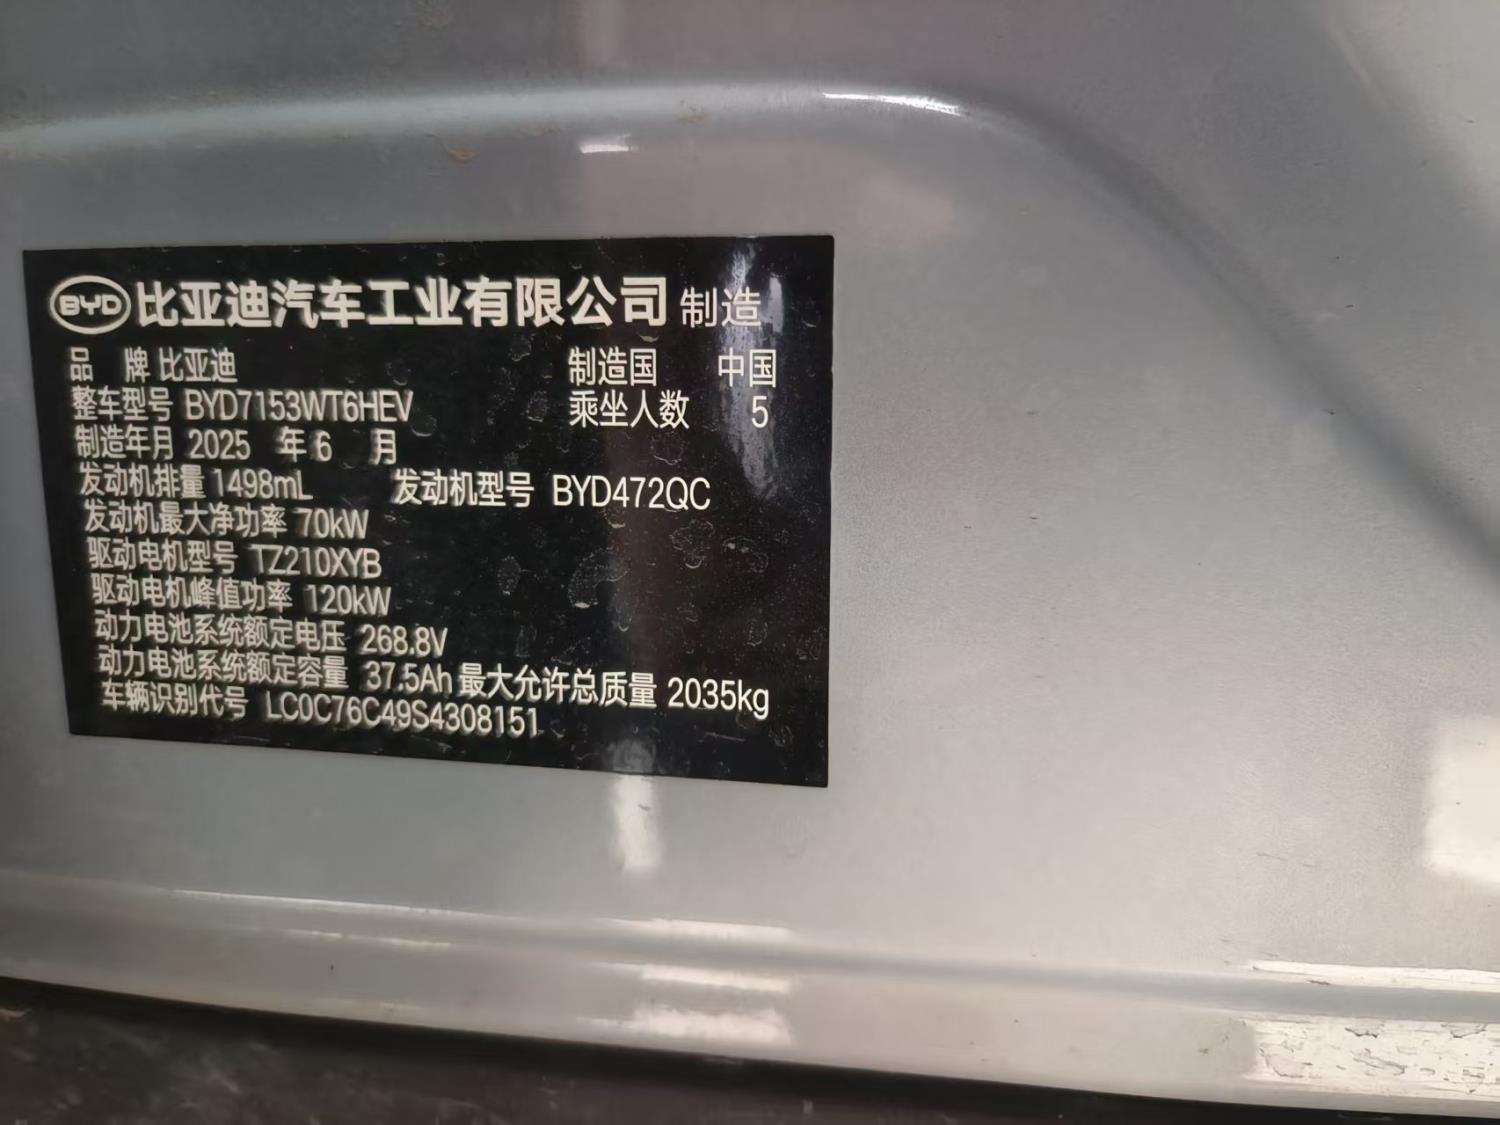 BYD 比亚迪汽车工业有限公司 制造
品 牌 比亚迪 制造国 中国
整车型号 BYD7153WT6HEV 乘坐人数 5
制造年月 2025 年 6 月
发动机排量 1498mL 发动机型号 BYD472QC
发动机最大净功率 70kW
驱动电机型号 TZ210XYB
驱动电机峰值功率 120kW
动力电池系统额定电压 268.8V
动力电池系统额定容量 37.5Ah 最大允许总质量 2035kg
车辆识别代号 LC0C76C49S4308151